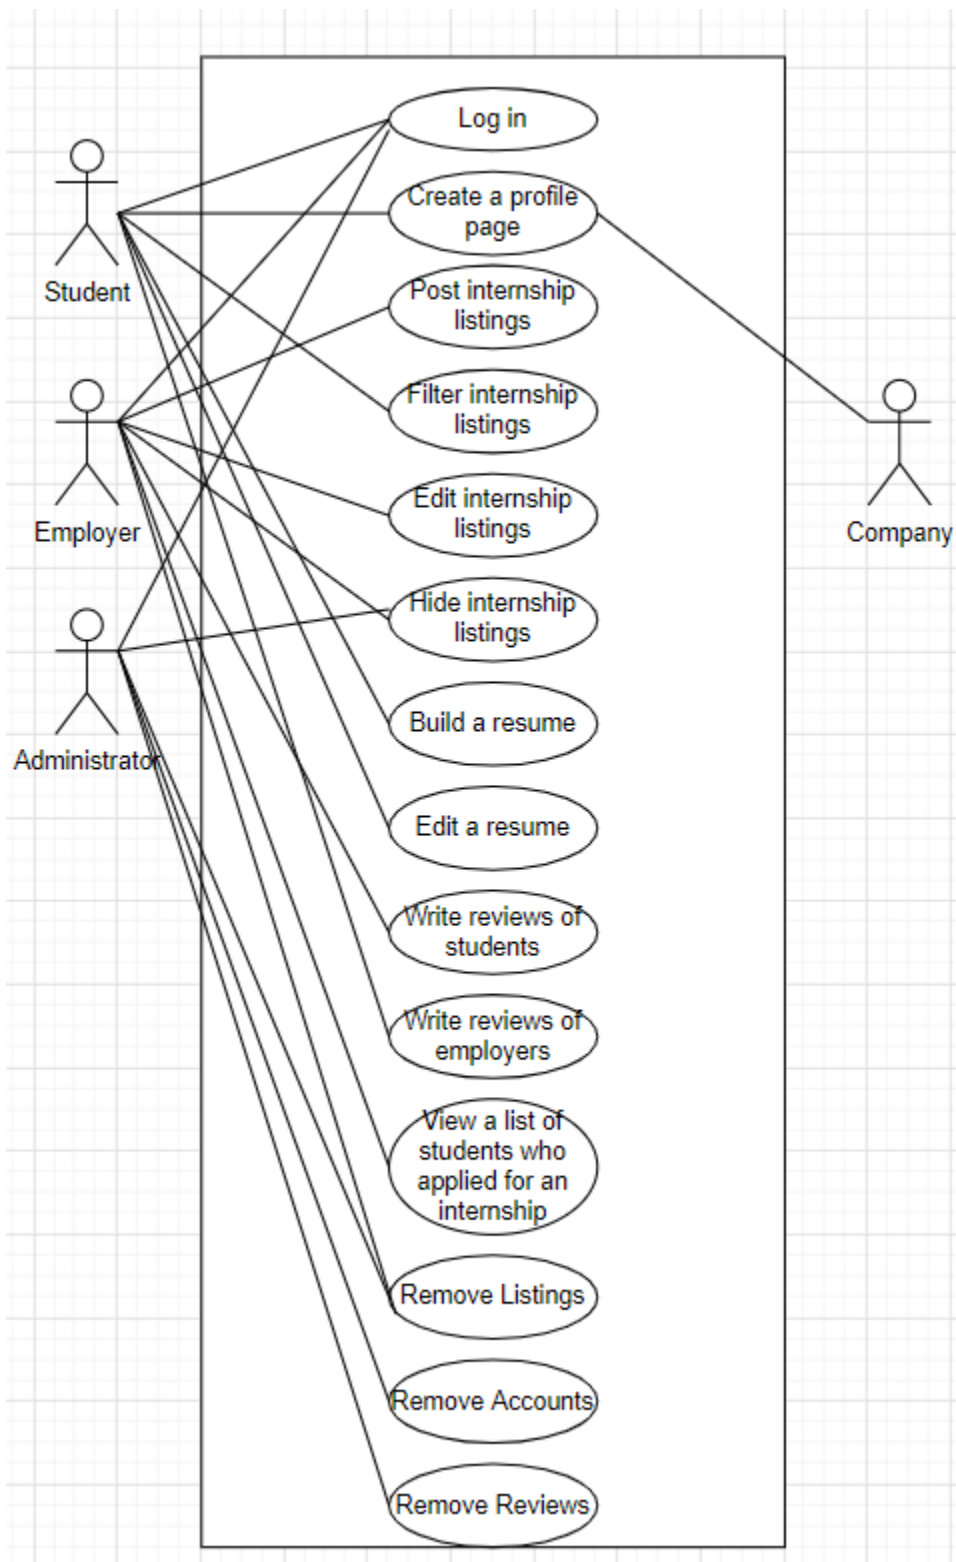 Log in
Create a profile
page
Post internship
listings
Filter internship
listings
Edit internship
listings
Hide internship
listings
Build a resume
Edit a resume
Write reviews of
students
Write reviews of
employers
View a list of
students who
applied for an
internship
Remove Listings
Remove Accounts
Remove Reviews
Student
Employer
Administrator
Company